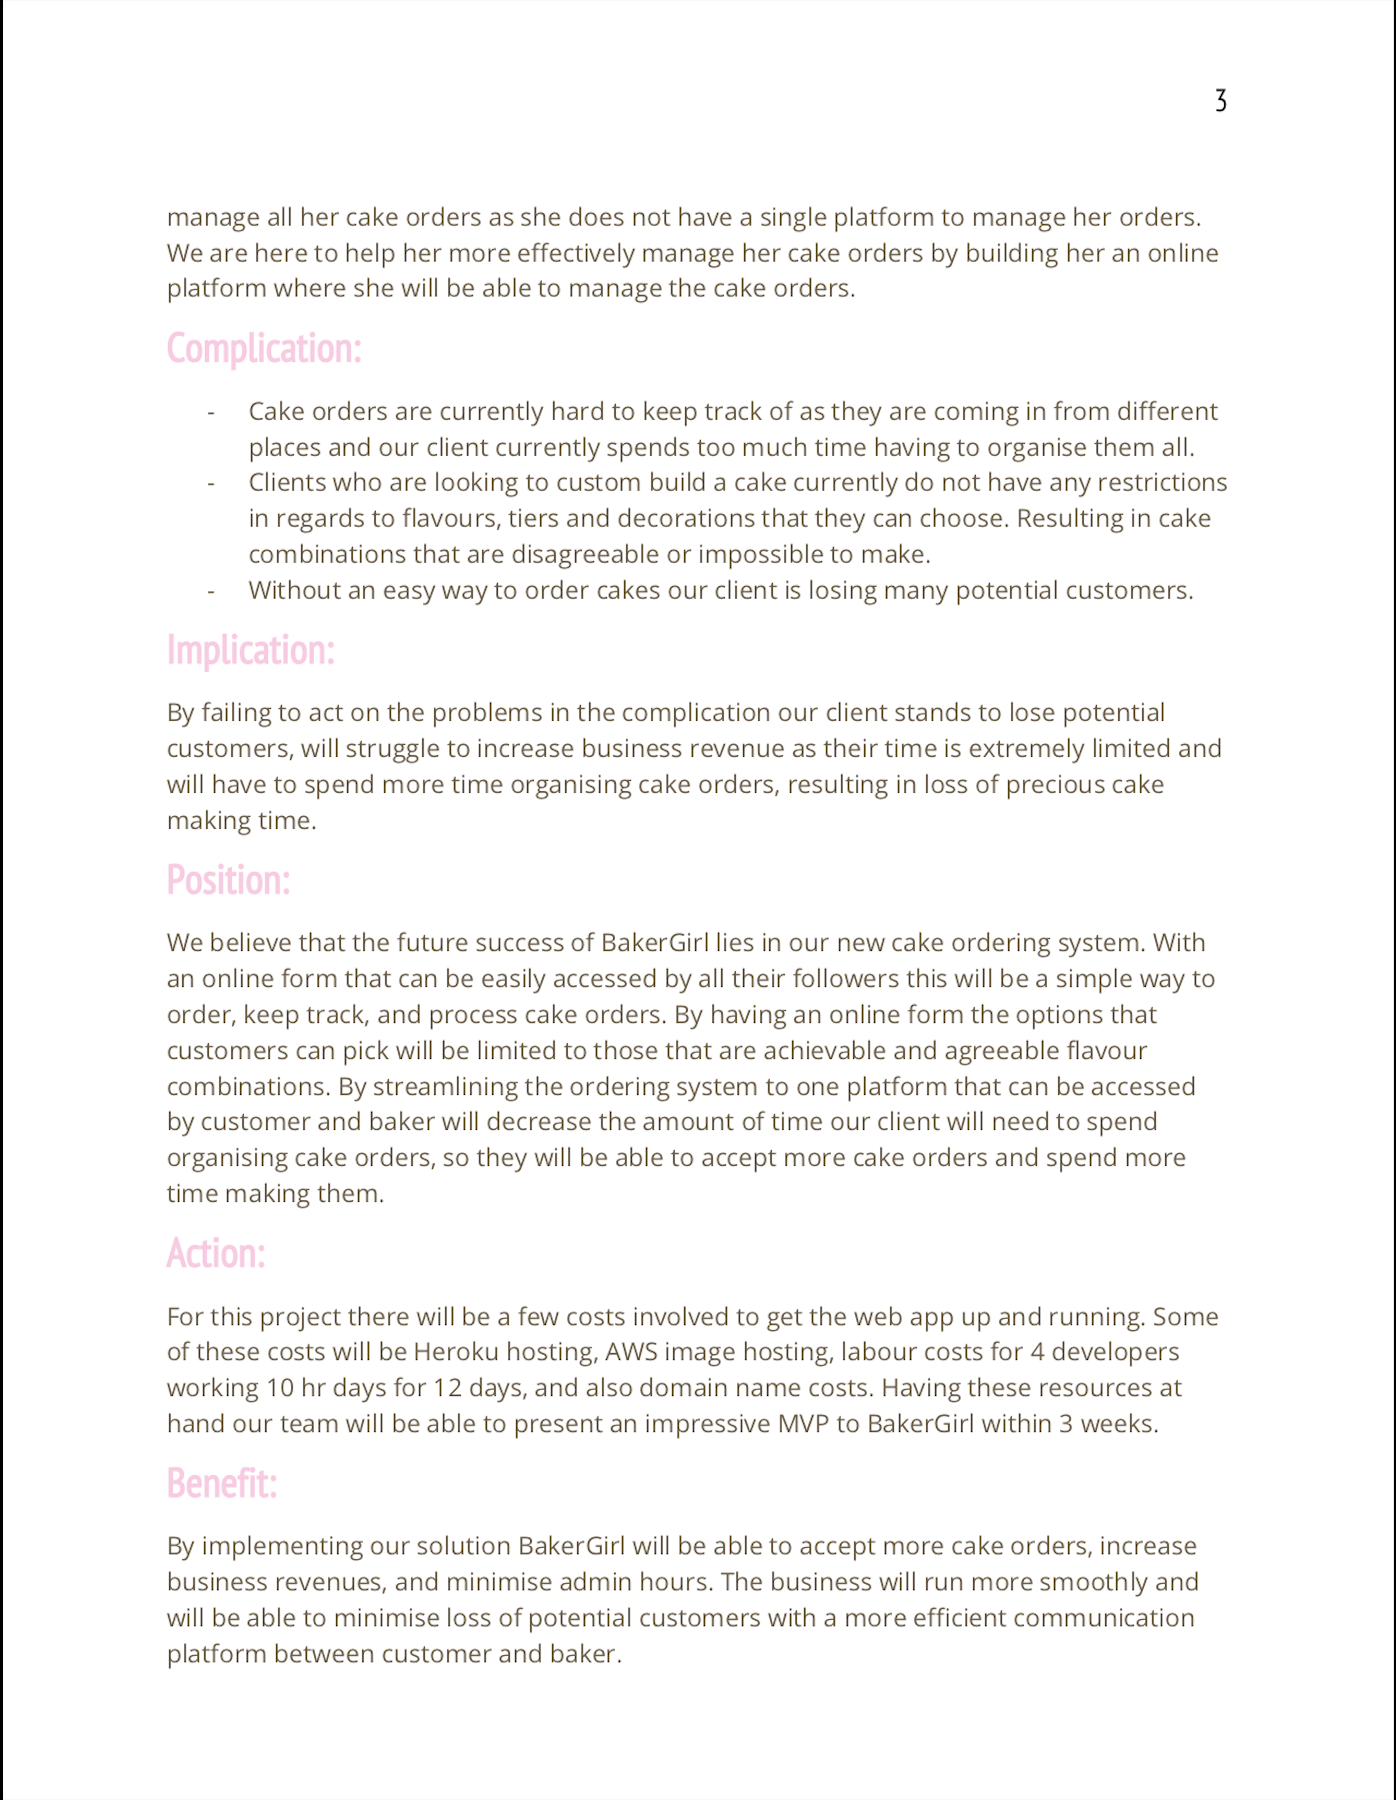 3
manage all her cake orders as she does not have a single platform to manage her orders.
We are here to help her more effectively manage her cake orders by building her an online
platform where she will be able to manage the cake orders.
Complication:
- Cake orders are currently hard to keep track of as they are coming in from different
places and our client currently spends too much time having to organise them all.
- Clients who are looking to custom build a cake currently do not have any restrictions
in regards to flavours, tiers and decorations that they can choose. Resulting in cake
combinations that are disagreeable or impossible to make.
- Without an easy way to order cakes our client is losing many potential customers.
Implication:
By failing to act on the problems in the complication our client stands to lose potential
customers, will struggle to increase business revenue as their time is extremely limited and
will have to spend more time organising cake orders, resulting in loss of precious cake
making time.
Position:
We believe that the future success of BakerGirl lies in our new cake ordering system. With
an online form that can be easily accessed by all their followers this will be a simple way to
order, keep track, and process cake orders. By having an online form the options that
customers can pick will be limited to those that are achievable and agreeable flavour
combinations. By streamlining the ordering system to one platform that can be accessed
by customer and baker will decrease the amount of time our client will need to spend
organising cake orders, so they will be able to accept more cake orders and spend more
time making them.
Action:
For this project there will be a few costs involved to get the web app up and running. Some
of these costs will be Heroku hosting, AWS image hosting, labour costs for 4 developers
working 10 hr days for 12 days, and also domain name costs. Having these resources at
hand our team will be able to present an impressive MVP to BakerGirl within 3 weeks.
Benefit:
By implementing our solution BakerGirl will be able to accept more cake orders, increase
business revenues, and minimise admin hours. The business will run more smoothly and
will be able to minimise loss of potential customers with a more efficient communication
platform between customer and baker.